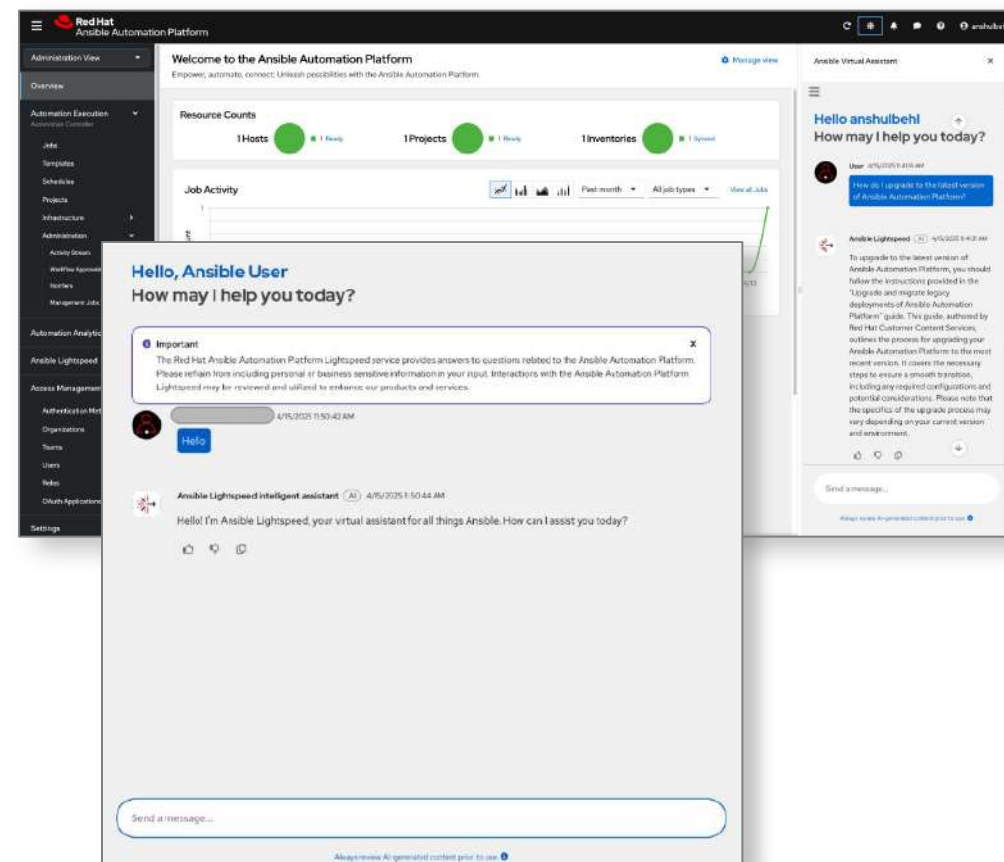 Red Hat
Ansible Automation Platform
anshulbehl
Administration View
Overview
Automation Execution
Automation Controller
Jobs
Templates
Schedules
Projects
Infrastructure
Administration
Activity Stream
Workflow Approvals
Notifiers
Management Jobs
Automation Analytic
Ansible Lightspeed
Access Management
Authentication Met
Organizations
Teams
Users
Roles
OAuth Applications
Settings
Welcome to the Ansible Automation Platform
Manage view
Empower, automate, connect: Unleash possibilities with the Ansible Automation Platform.
Resource Counts
1 Hosts 1 Ready 1 Projects 1 Ready 1 Inventories 1 Synced
Job Activity Past month All job types View all Jobs
1
Ansible Virtual Assistant
Hello anshulbehl
How may I help you today?
User
How do I upgrade to the latest version
of Ansible Automation Platform?
Ansible Lightspeed AI
To upgrade to the latest version of
Ansible Automation Platform, you should
follow the instructions provided in the
"Upgrade and migrate legacy
deployments of Ansible Automation
Platform" guide. This guide, authored by
Red Hat Customer Content Services,
outlines the process for upgrading your
Ansible Automation Platform to the most
recent version. It covers the necessary
steps to ensure a smooth transition,
including any required configurations and
potential considerations. Please note that
the specifics of the upgrade process may
vary depending on your current version
and environment.
Send a message...
Always review AI-generated content prior to use.
Hello, Ansible User
How may I help you today?
Important
The Red Hat Ansible Automation Platform Lightspeed service provides answers to questions related to the Ansible Automation Platform.
Please refrain from including personal or business sensitive information in your input. Interactions with the Ansible Automation Platform
Lightspeed may be reviewed and utilized to enhance our products and services.
4/15/2025 11:50:42 AM
Hello
Ansible Lightspeed intelligent assistant AI 4/15/2025 11:50:44 AM
Hello! I'm Ansible Lightspeed, your virtual assistant for all things Ansible. How can I assist you today?
Send a message...
Always review AI-generated content prior to use.